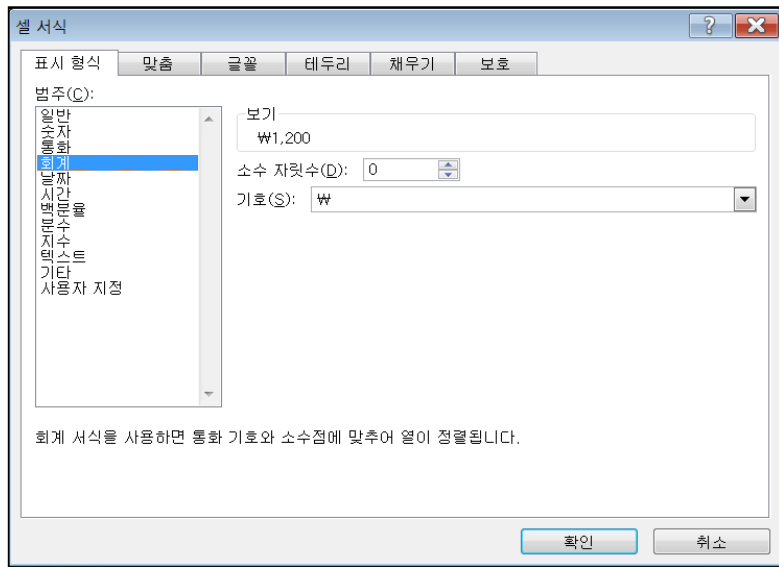 셀 서식
?
표시 형식 맞춤 글꼴 테두리 채우기 보호
범주(C):
일반
숫자
통화
회계
날짜
시간
백분율
분수
지수
텍스트
기타
사용자 지정
보기
₩1,200
소수 자릿수(D): 0
기호(S): ₩
회계 서식을 사용하면 통화 기호와 소수점에 맞추어 열이 정렬됩니다.
확인 취소